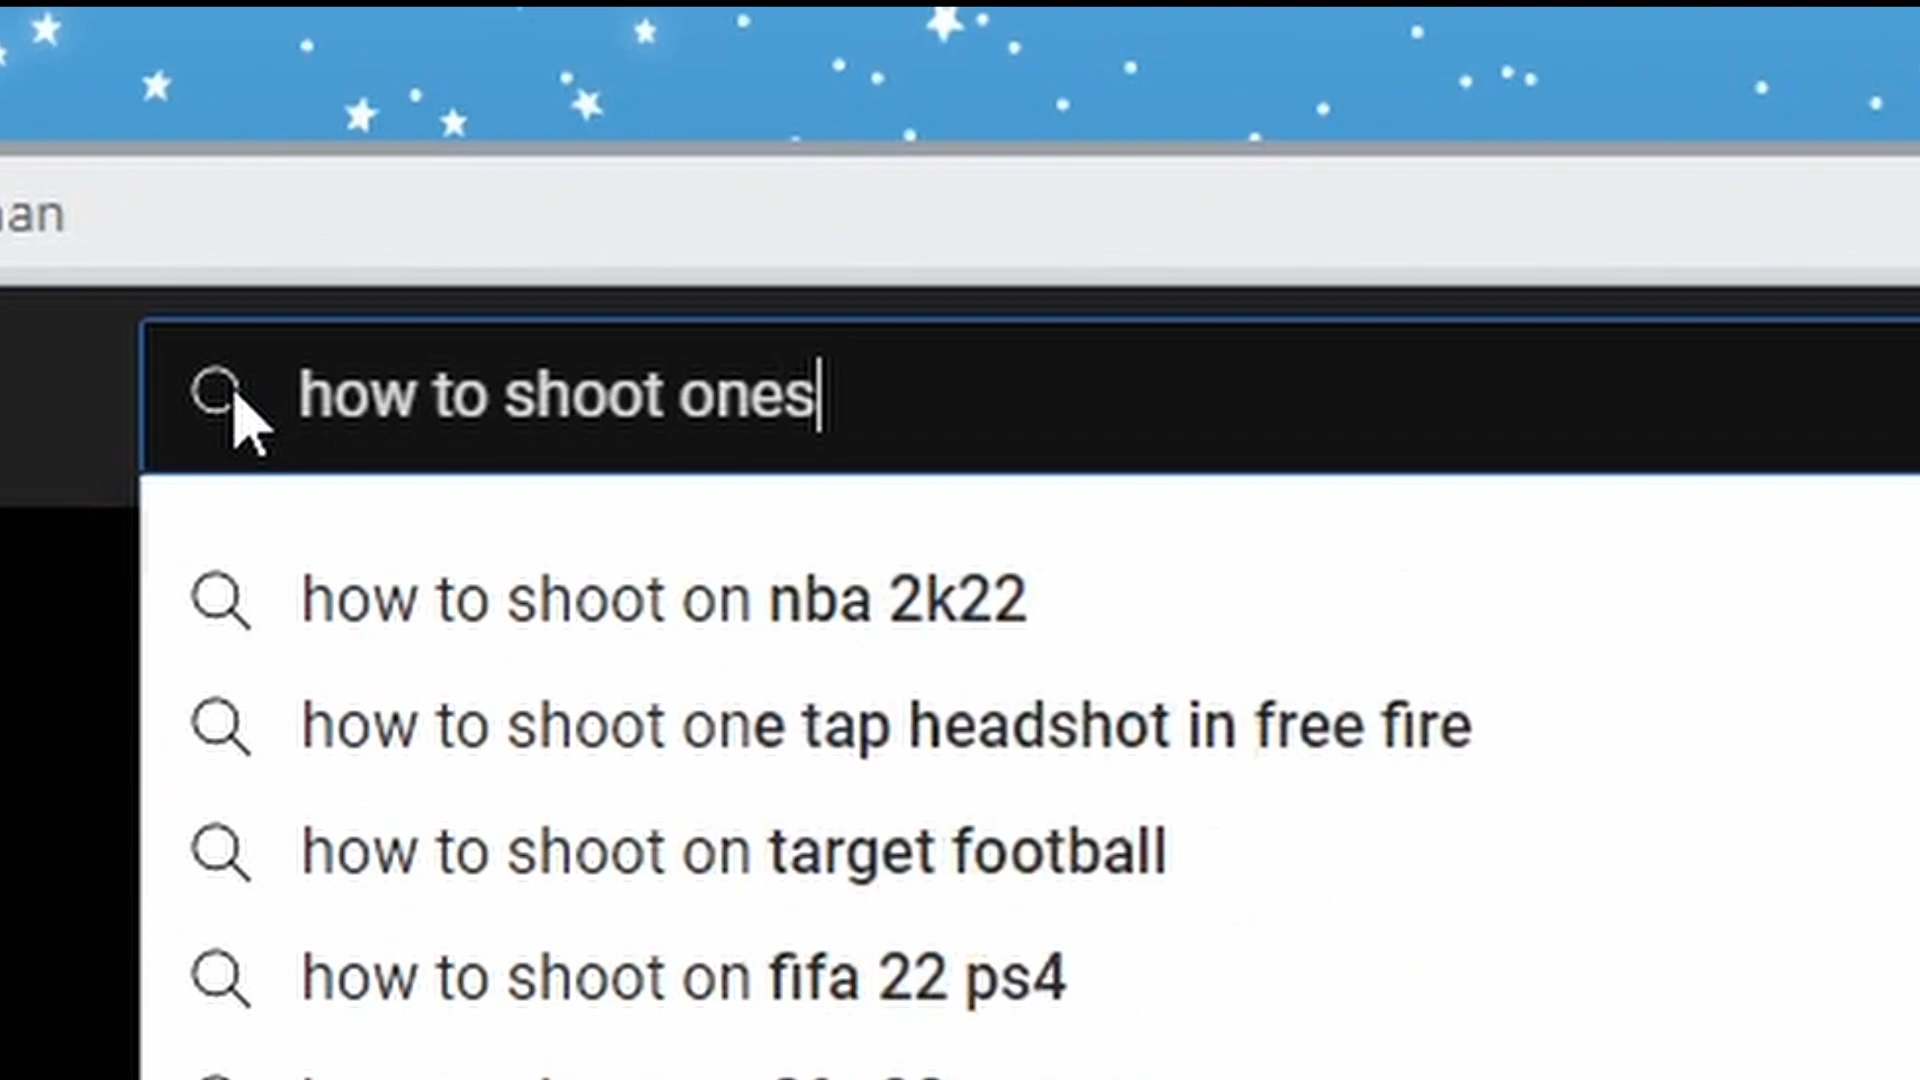 how to shoot ones
how to shoot on nba 2k22
how to shoot one tap headshot in free fire
how to shoot on target football
how to shoot on fifa 22 ps4